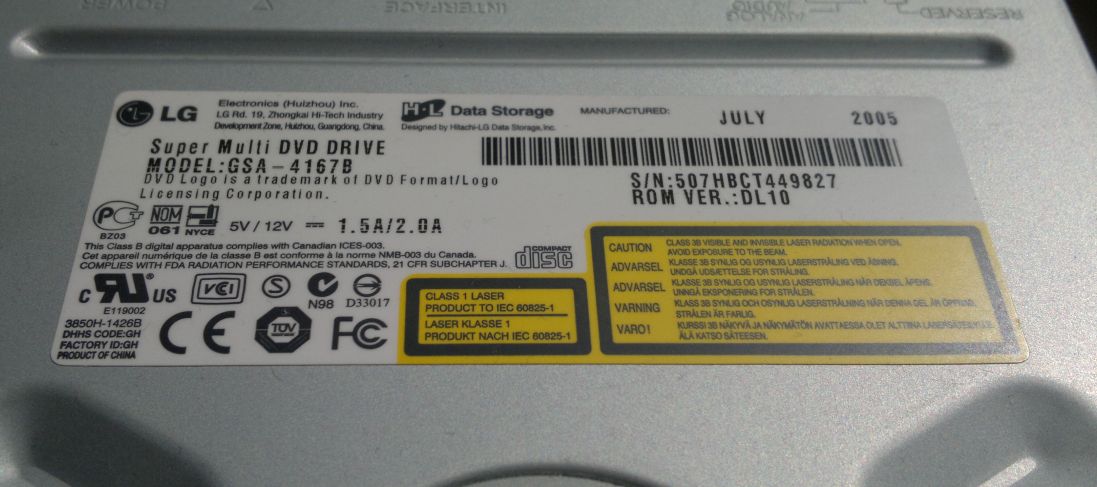 POWER
INTERFACE
ANALOG
AUDIO
RESERVED
LG
Electronics (Huizhou) Inc.
LG Rd. 19, Zhongkai Hi-Tech Industry
Development Zone, Huizhou, Guangdong, China.
H·L Data Storage
Designed by Hitachi-LG Data Storage, Inc.
MANUFACTURED: JULY 2005
Super Multi DVD DRIVE
MODEL:GSA-4167B
DVD Logo is a trademark of DVD Format/Logo
Licensing Corporation.
S/N:507HBCT449827
ROM VER.:DL10
PCT
BZ03
NOM
061
NYCE
5V / 12V 1.5A/2.0A
This Class B digital apparatus complies with Canadian ICES-003.
Cet appareil numérique de la classe B est conforme à la norme NMB-003 du Canada.
COMPLIES WITH FDA RADIATION PERFORMANCE STANDARDS, 21 CFR SUBCHAPTER J.
COMPACT
disc
c RU US
E119002
VCI
S
N98
D33017
3850H-1426B
DHHS CODE:GH
FACTORY ID:GH
PRODUCT OF CHINA
CE
TÜV
FC
CLASS 1 LASER
PRODUCT TO IEC 60825-1
LASER KLASSE 1
PRODUKT NACH IEC 60825-1
CAUTION CLASS 3B VISIBLE AND INVISIBLE LASER RADIATION WHEN OPEN,
AVOID EXPOSURE TO THE BEAM.
ADVARSEL KLASSE 3B SYNLIG OG USYNLIG LASERSTRÅLING VED ÅBNING.
UNDGÅ UDSÆTTELSE FOR STRÅLING.
ADVARSEL KLASSE 3B SYNLIG OG USYNLIG LASERSTRÅLING NÅR DEKSEL ÅPNES.
UNNGÅ EKSPONERING FOR STRÅLEN.
VARNING KLASS 3B SYNLIG OCH OSYNLIG LASERSTRÅLNING NÄR DENNA DEL ÄR ÖPPNAD,
STRÅLEN ÄR FARLIG.
VARO! KURSSI 3B NÄKYVÄ JA NÄKYMÄTÖN AVATTAESSA OLET ALTTIINA LASERSÄTEILYLLE,
ÄLÄ KATSO SÄTEESEEN.